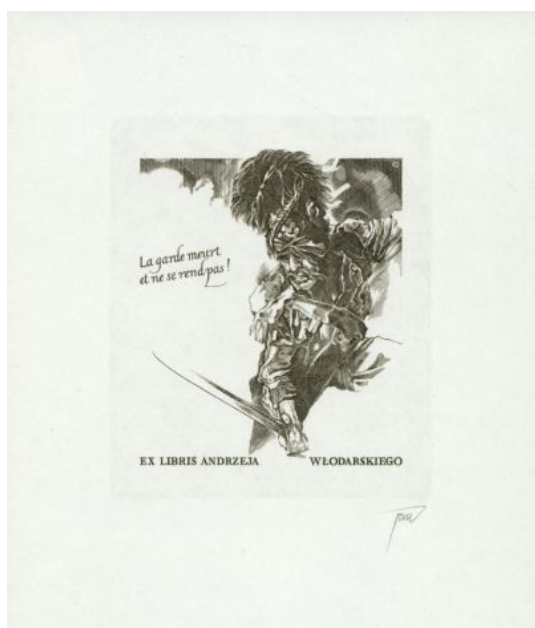 La garde meurt
et ne se rend pas !
EX LIBRIS ANDRZEJA WŁODARSKIEGO